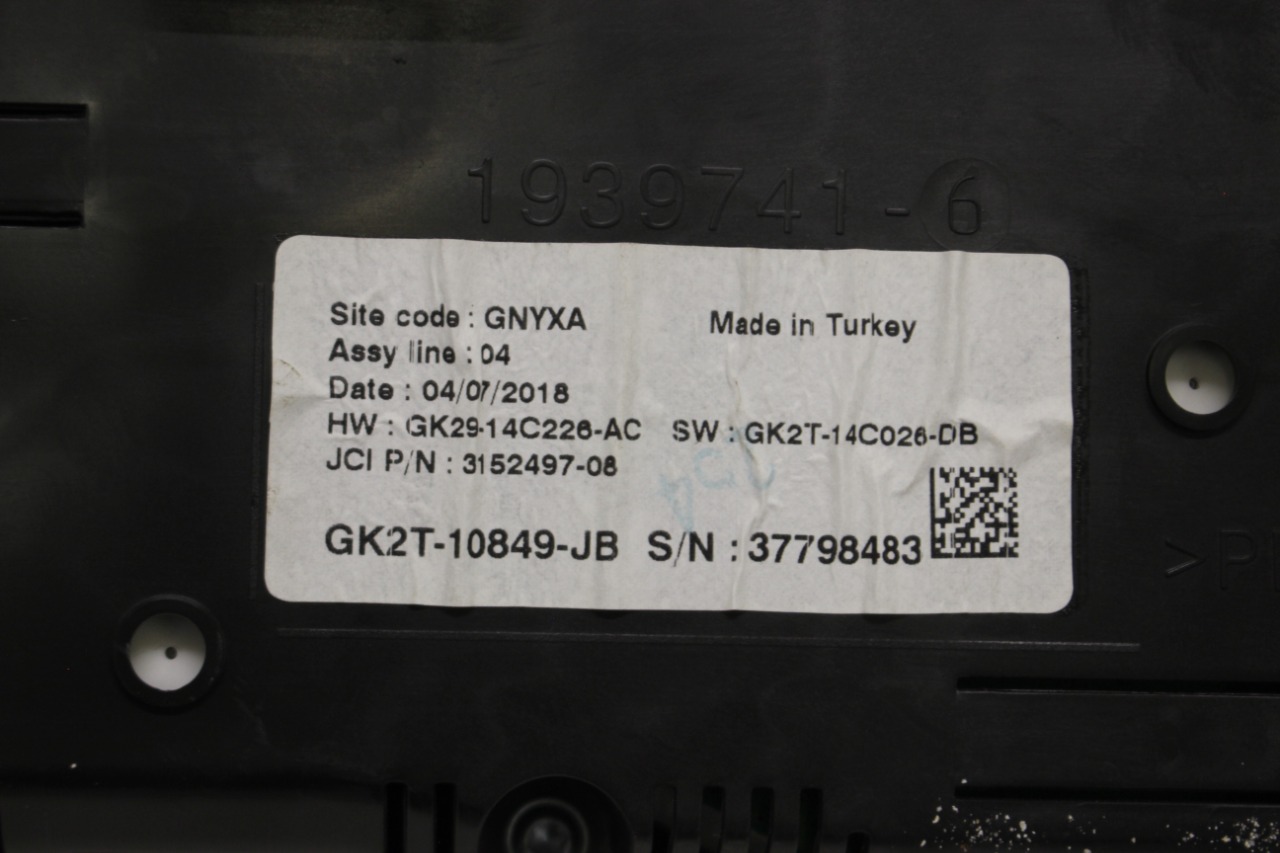 1939741-6
Site code : GNYXA Made in Turkey
Assy line : 04
Date : 04/07/2018
HW : GK29-14C226-AC SW : GK2T-14C026-DB
JCI P/N : 3152497-08
GK2T-10849-JB S/N : 37798483